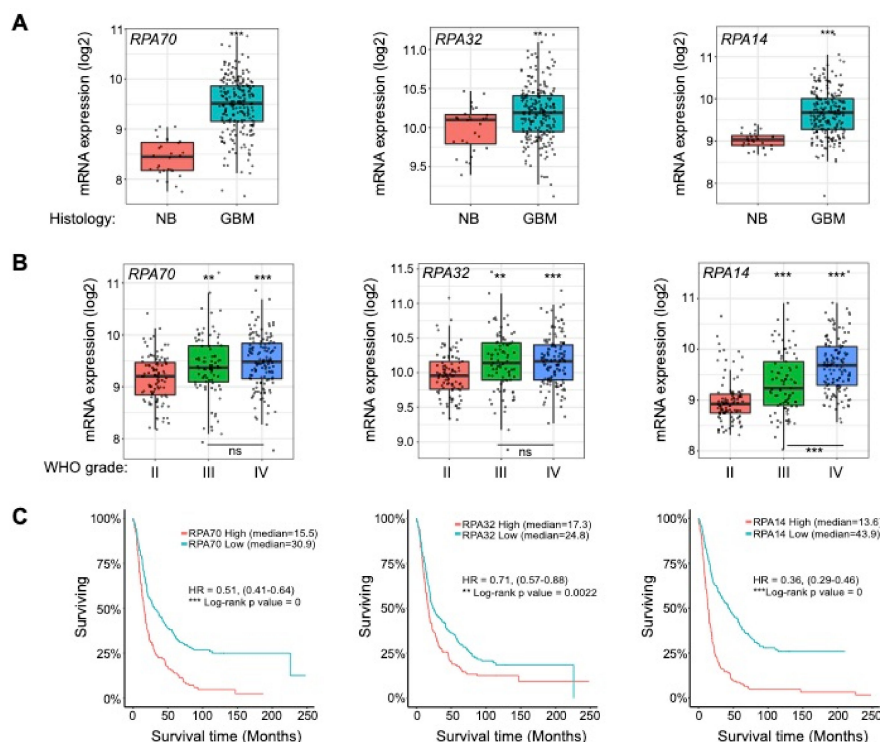 A
RPA70
***
mRNA expression (log2)
11
10
9
8
Histology:
NB
GBM
RPA32
**
mRNA expression (log2)
11.0
10.5
10.0
9.5
NB
GBM
RPA14
***
mRNA expression (log2)
11
10
9
8
NB
GBM
B
RPA70
**
***
mRNA expression (log2)
11
10
9
8
ns
WHO grade:
II
III
IV
RPA32
**
***
mRNA expression (log2)
11.5
11.0
10.5
10.0
9.5
9.0
ns
II
III
IV
RPA14
***
***
mRNA expression (log2)
11
10
9
8
***
II
III
IV
C
Surviving
100%
75%
50%
25%
0%
RPA70 High (median=15.5)
RPA70 Low (median=30.9)
HR = 0.51, (0.41-0.64)
*** Log-rank p value = 0
0 50 100 150 200 250
Survival time (Months)
Surviving
100%
75%
50%
25%
0%
RPA32 High (median=17.3)
RPA32 Low (median=24.8)
HR = 0.71, (0.57-0.88)
** Log-rank p value = 0.0022
0 50 100 150 200 250
Survival time (Months)
Surviving
100%
75%
50%
25%
0%
RPA14 High (median=13.6)
RPA14 Low (median=43.9)
HR = 0.36, (0.29-0.46)
***Log-rank p value = 0
0 50 100 150 200 250
Survival time (Months)